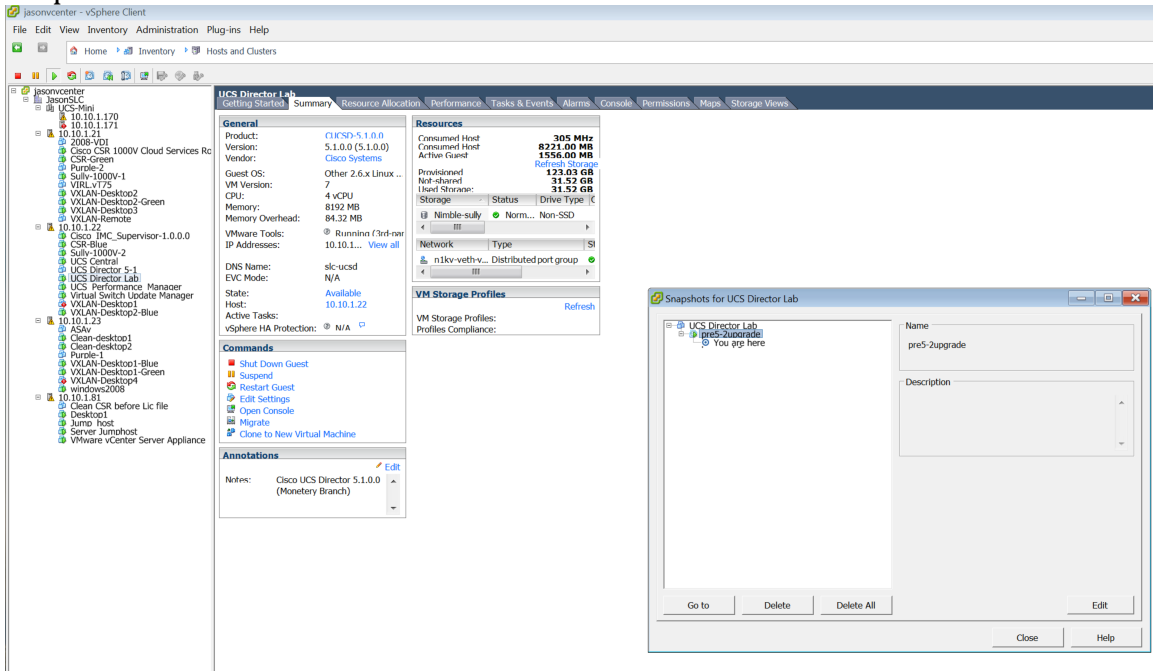 jasonvcenter - vSphere Client
File Edit View Inventory Administration Plug-ins Help
Home Inventory Hosts and Clusters
jasonvcenter
JasonSLC
UCS-Mini
10.10.1.170
10.10.1.171
10.10.1.21
2008-VDI
Cisco CSR 1000V Cloud Services Ro
CSR-Green
Purple-2
Sully-1000V-1
VIRL.vT75
VXLAN-Desktop2
VXLAN-Desktop2-Green
VXLAN-Desktop3
VXLAN-Remote
10.10.1.22
Cisco_IMC_Supervisor-1.0.0.0
CSR-Blue
Sully-1000V-2
UCS Central
UCS Director 5-1
UCS Director Lab
UCS_Performance_Manager
Virtual Switch Update Manager
VXLAN-Desktop1
VXLAN-Desktop2-Blue
10.10.1.23
ASAv
Clean-desktop1
Clean-desktop2
Purple-1
VXLAN-Desktop1-Blue
VXLAN-Desktop1-Green
VXLAN-Desktop4
windows2008
10.10.1.81
Clean CSR before Lic file
Desktop1
Jump_host
Server Jumphost
VMware vCenter Server Appliance
UCS Director Lab
Getting Started Summary Resource Allocation Performance Tasks & Events Alarms Console Permissions Maps Storage Views
General
Product: CUCSD-5.1.0.0
Version: 5.1.0.0 (5.1.0.0)
Vendor: Cisco Systems
Guest OS: Other 2.6.x Linux ..
VM Version: 7
CPU: 4 vCPU
Memory: 8192 MB
Memory Overhead: 84.32 MB
VMware Tools: Running (3rd-par
IP Addresses: 10.10.1... View all
DNS Name: slc-ucsd
EVC Mode: N/A
State: Available
Host: 10.10.1.22
Active Tasks:
vSphere HA Protection: N/A
Commands
Shut Down Guest
Suspend
Restart Guest
Edit Settings
Open Console
Migrate
Clone to New Virtual Machine
Annotations
Edit
Notes: Cisco UCS Director 5.1.0.0
(Monetery Branch)
Resources
Consumed Host 305 MHz
Consumed Host 8221.00 MB
Active Guest 1556.00 MB
Refresh Storage
Provisioned 123.03 GB
Not-shared 31.52 GB
Used Storage: 31.52 GB
Storage Status Drive Type C
Nimble-sully Norm... Non-SSD
Network Type St
n1kv-veth-v... Distributed port group
VM Storage Profiles
Refresh
VM Storage Profiles:
Profiles Compliance:
Snapshots for UCS Director Lab
UCS Director Lab
pre5-2upgrade
You are here
Name
pre5-2upgrade
Description
Go to Delete Delete All Edit
Close Help